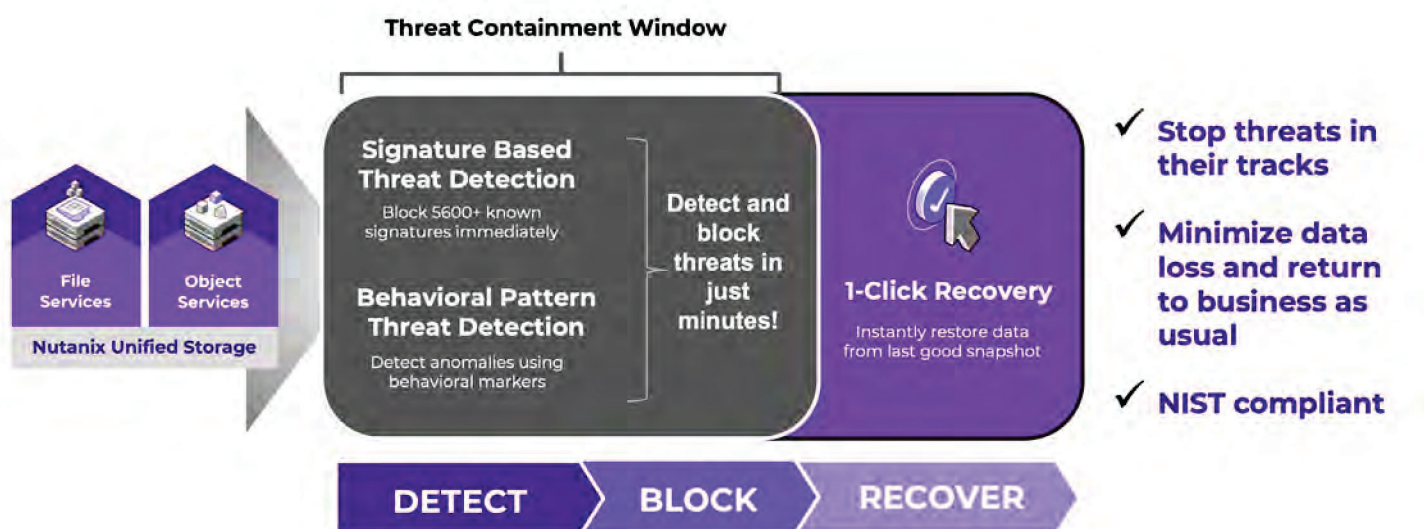 Threat Containment Window
File
Services
Object
Services
Nutanix Unified Storage
Signature Based
Threat Detection
Block 5600+ known
signatures immediately
Behavioral Pattern
Threat Detection
Detect anomalies using
behavioral markers
Detect and
block
threats in
just
minutes!
1-Click Recovery
Instantly restore data
from last good snapshot
✓ Stop threats in
their tracks
✓ Minimize data
loss and return
to business as
usual
✓ NIST compliant
DETECT
BLOCK
RECOVER